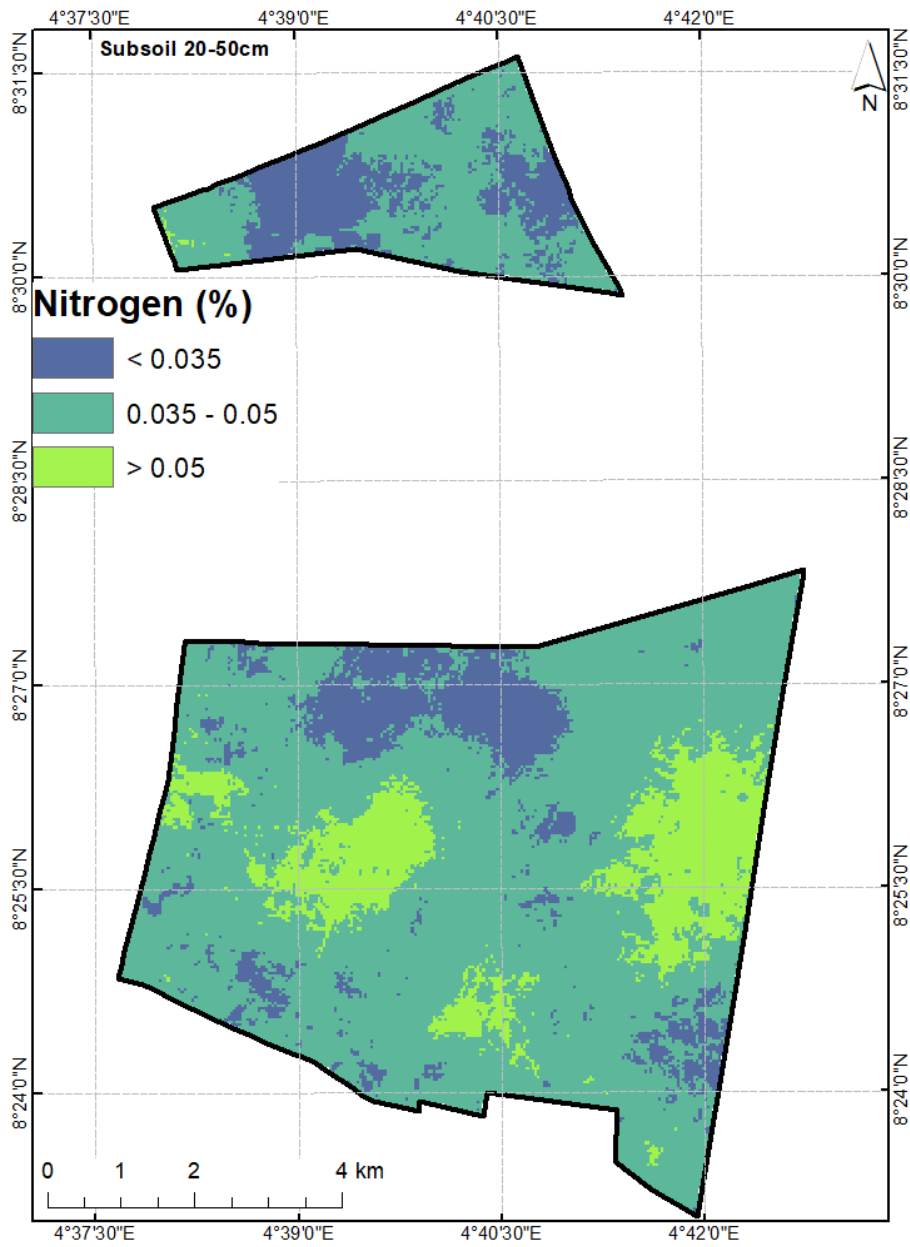 4°37'30"E 4°39'0"E 4°40'30"E 4°42'0"E
Subsoil 20-50cm
N
8°31'30"N 8°31'30"N
8°30'0"N 8°30'0"N
Nitrogen (%)
< 0.035
0.035 - 0.05
> 0.05
8°28'30"N 8°28'30"N
8°27'0"N 8°27'0"N
8°25'30"N 8°25'30"N
8°24'0"N 8°24'0"N
0 1 2 4 km
4°37'30"E 4°39'0"E 4°40'30"E 4°42'0"E